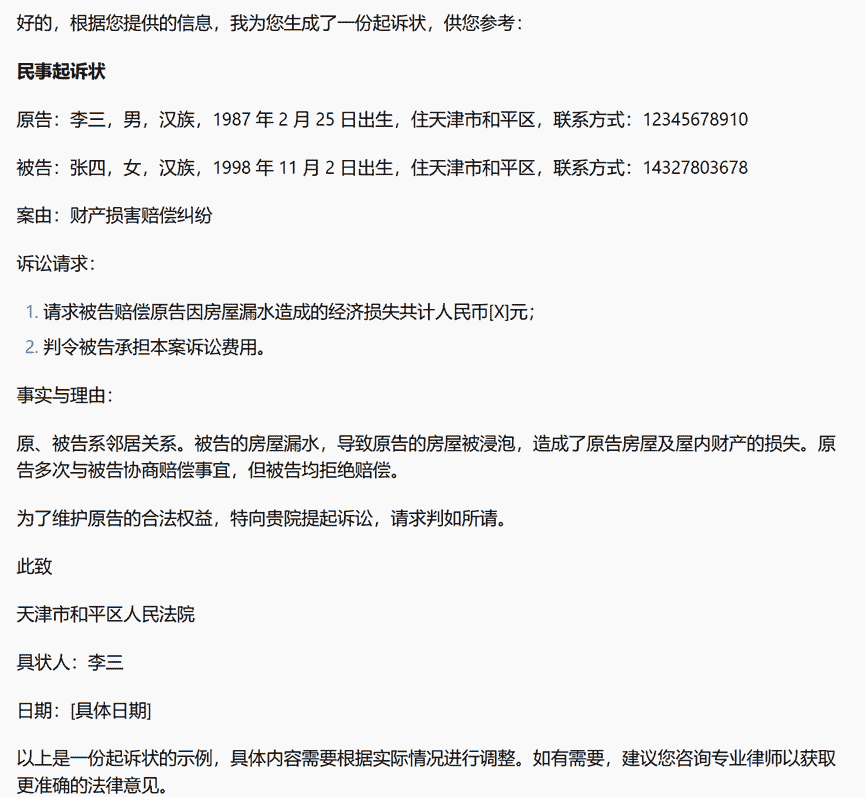 好的，根据您提供的信息，我为您生成了一份起诉状，供您参考：
民事起诉状
原告：李三，男，汉族，1987 年 2 月 25 日出生，住天津市和平区，联系方式：12345678910
被告：张四，女，汉族，1998 年 11 月 2 日出生，住天津市和平区，联系方式：14327803678
案由：财产损害赔偿纠纷
诉讼请求：
1. 请求被告赔偿原告因房屋漏水造成的经济损失共计人民币[X]元；
2. 判令被告承担本案诉讼费用。
事实与理由：
原、被告系邻居关系。被告的房屋漏水，导致原告的房屋被浸泡，造成了原告房屋及屋内财产的损失。原
告多次与被告协商赔偿事宜，但被告均拒绝赔偿。
为了维护原告的合法权益，特向贵院提起诉讼，请求判如所请。
此致
天津市和平区人民法院
具状人：李三
日期：[具体日期]
以上是一份起诉状的示例，具体内容需要根据实际情况进行调整。如有需要，建议您咨询专业律师以获取
更准确的法律意见。